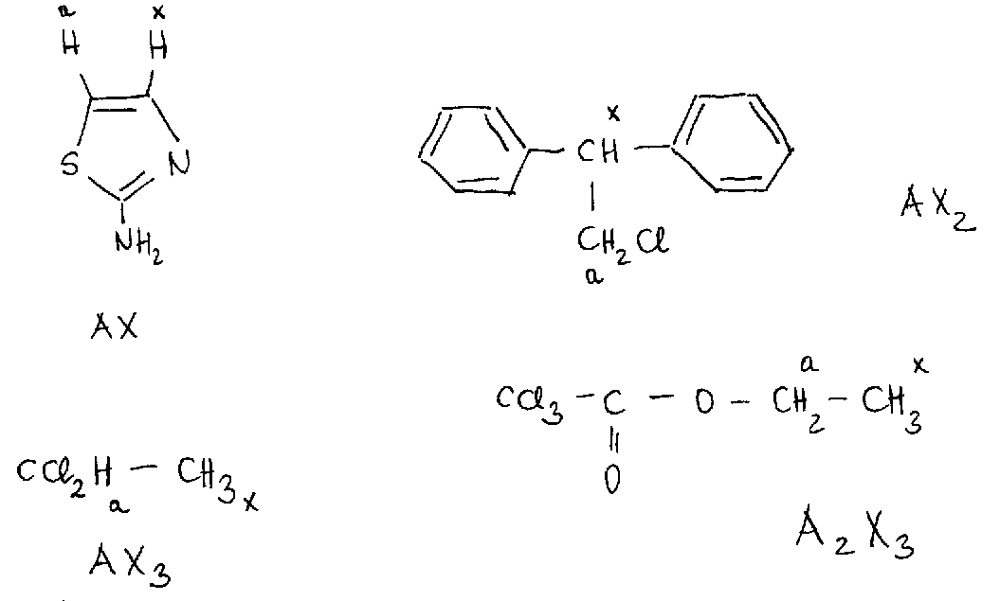 a x
H H
S N
NH2
AX
x
CH
CH2Cl
a
AX2
a x
CCl3 - C - O - CH2 - CH3
O
A2X3
CCl2H - CH3
a x
AX3